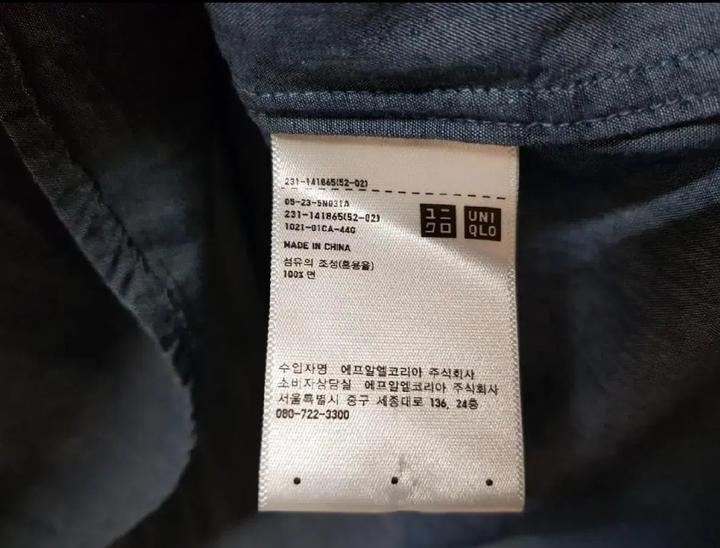 231-141865(52-02)
05-23-5N031A
231-141865(52-02)
1021-01CA-44G
ユニ
クロ
UNI
QLO
MADE IN CHINA
섬유의 조성(혼용율)
100% 면
수입자명 에프알엘코리아 주식회사
소비자상담실 에프알엘코리아 주식회사
서울특별시 중구 세종대로 136, 24층
080-722-3300